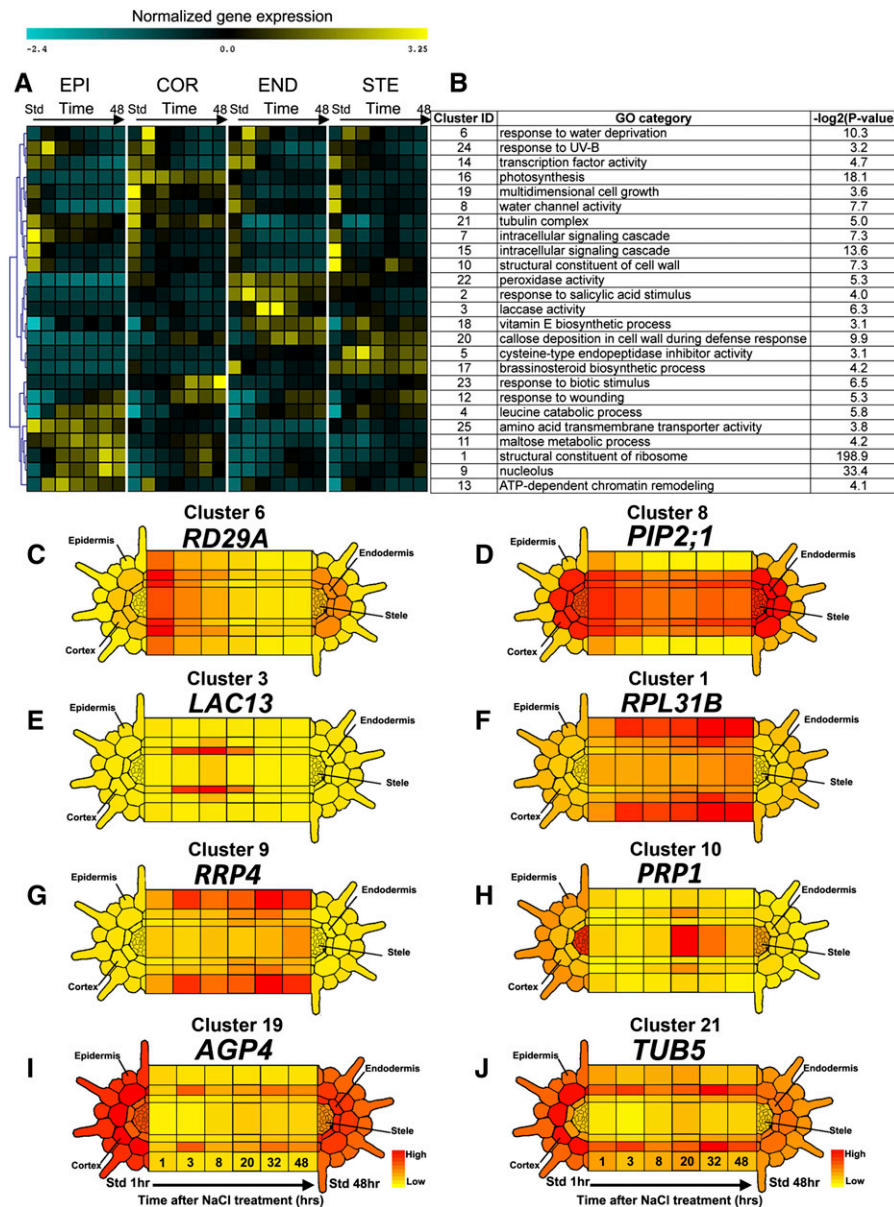 Normalized gene expression
-2.4 0.0 3.25
A EPI COR END STE B
Std Time 48 Std Time 48 Std Time 48 Std Time 48
Cluster ID GO category -log2(P-value)
6 response to water deprivation 10.3
24 response to UV-B 3.2
14 transcription factor activity 4.7
16 photosynthesis 18.1
19 multidimensional cell growth 3.6
8 water channel activity 7.7
21 tubulin complex 5.0
7 intracellular signaling cascade 7.3
15 intracellular signaling cascade 13.6
10 structural constituent of cell wall 7.3
22 peroxidase activity 5.3
2 response to salicylic acid stimulus 4.0
3 laccase activity 6.3
18 vitamin E biosynthetic process 3.1
20 callose deposition in cell wall during defense response 9.9
5 cysteine-type endopeptidase inhibitor activity 3.1
17 brassinoteroid biosynthetic process 4.2
23 response to biotic stimulus 6.5
12 response to wounding 5.3
4 leucine catabolic process 5.8
25 amino acid transmembrane transporter activity 3.8
11 maltose metabolic process 4.2
1 structural constituent of ribosome 198.9
9 nucleolus 33.4
13 ATP-dependent chromatin remodeling 4.1
C
Cluster 6
RD29A
Epidermis
Endodermis
Stele
Cortex
D
Cluster 8
PIP2;1
Epidermis
Endodermis
Stele
Cortex
E
Cluster 3
LAC13
Epidermis
Endodermis
Stele
Cortex
F
Cluster 1
RPL31B
Epidermis
Endodermis
Stele
Cortex
G
Cluster 9
RRP4
Epidermis
Endodermis
Stele
Cortex
H
Cluster 10
PRP1
Epidermis
Endodermis
Stele
Cortex
I
Cluster 19
AGP4
Epidermis
Endodermis
Stele
Cortex
1 3 8 20 32 48
High
Low
Std 1hr Std 48hr
Time after NaCl treatment (hrs)
J
Cluster 21
TUB5
Epidermis
Endodermis
Stele
Cortex
1 3 8 20 32 48
High
Low
Std 1hr Std 48hr
Time after NaCl treatment (hrs)